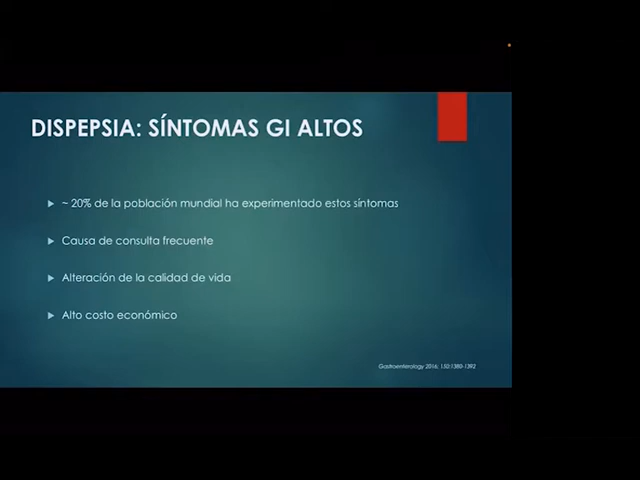 DISPEPSIA: SÍNTOMAS GI ALTOS
~ 20% de la población mundial ha experimentado estos síntomas
Causa de consulta frecuente
Alteración de la calidad de vida
Alto costo económico
Gastroenterology 2016; 150:1380-1392